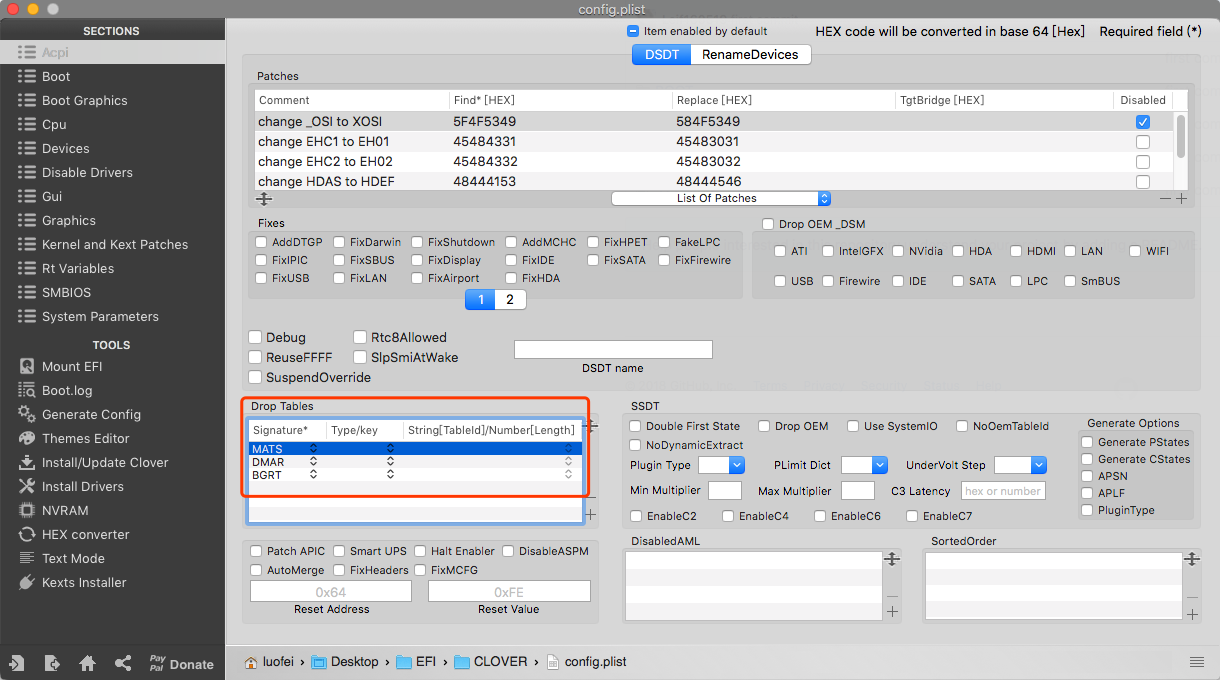 config.plist
SECTIONS
Acpi
Boot
Boot Graphics
Cpu
Devices
Disable Drivers
Gui
Graphics
Kernel and Kext Patches
Rt Variables
SMBIOS
System Parameters
TOOLS
Mount EFI
Boot.log
Generate Config
Themes Editor
Install/Update Clover
Install Drivers
NVRAM
HEX converter
Text Mode
Kexts Installer
Pay Pal Donate
Item enabled by default HEX code will be converted in base 64 [Hex] Required field (*)
DSDT RenameDevices
Patches
Comment Find* [HEX] Replace [HEX] TgtBridge [HEX] Disabled
change _OSI to XOSI 5F4F5349 584F5349
change EHC1 to EH01 45484331 45483031
change EHC2 to EH02 45484332 45483032
change HDAS to HDEF 48444153 48444546
List Of Patches
Fixes
AddDTGP FixDarwin FixShutdown AddMCHC FixHPET FakeLPC
FixIPIC FixSBUS FixDisplay FixIDE FixSATA FixFirewire
FixUSB FixLAN FixAirport FixHDA
1 2
Drop OEM _DSM
ATI IntelGFX NVidia HDA HDMI LAN WIFI
USB Firewire IDE SATA LPC SmBUS
Debug Rtc8Allowed
ReuseFFFF SlpSmiAtWake
SuspendOverride
DSDT name
Drop Tables
Signature* Type/key String[TableId]/Number[Length]
MATS
DMAR
BGRT
SSDT
Double First State Drop OEM Use SystemIO NoOemTableId
NoDynamicExtract
Plugin Type PLimit Dict UnderVolt Step
Min Multiplier Max Multiplier C3 Latency hex or number
EnableC2 EnableC4 EnableC6 EnableC7
Generate Options
Generate PStates
Generate CStates
APSN
APLF
PluginType
Patch APIC Smart UPS Halt Enabler DisableASPM
AutoMerge FixHeaders FixMCFG
0x64 0xFE
Reset Address Reset Value
DisabledAML
SortedOrder
luofei › Desktop › EFI › CLOVER › config.plist